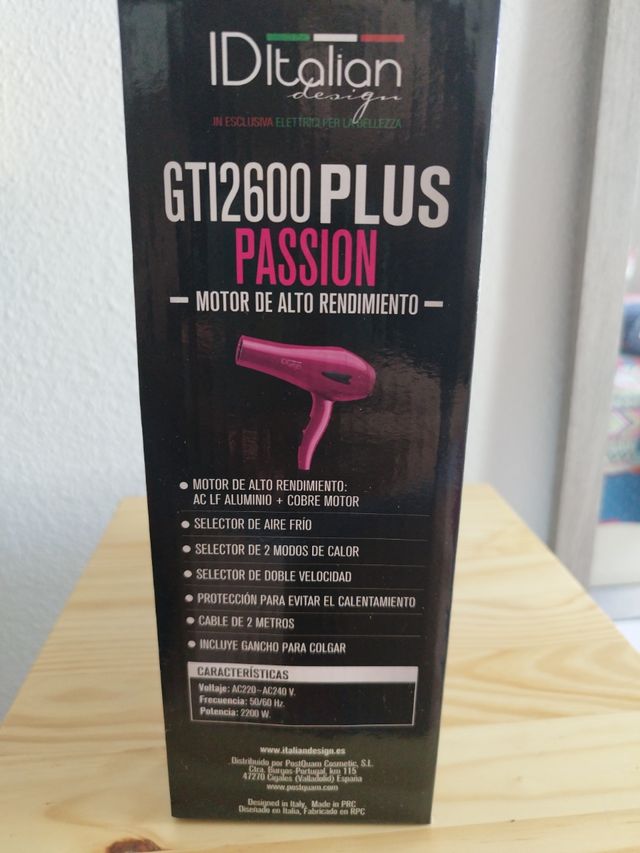 IDItalian
design
IN ESCLUSIVA ELETTRICI PER LA BELLEZZA
GTI2600 PLUS
PASSION
MOTOR DE ALTO RENDIMIENTO
MOTOR DE ALTO RENDIMIENTO:
AC LF ALUMINIO + COBRE MOTOR
SELECTOR DE AIRE FRÍO
SELECTOR DE 2 MODOS DE CALOR
SELECTOR DE DOBLE VELOCIDAD
PROTECCIÓN PARA EVITAR EL CALENTAMIENTO
CABLE DE 2 METROS
INCLUYE GANCHO PARA COLGAR
CARACTERÍSTICAS
Voltaje: AC220~AC240 V.
Frecuencia: 50/60 Hz.
Potencia: 2200 W.
www.italiandesign.es
Distribuido por PostQuam Cosmetic, S.L.
Ctra. Burgos-Portugal, km 115
47270 Cigales (Valladolid) España
www.postquam.com
Designed in Italy, Made in PRC
Diseñado en Italia, Fabricado en RPC